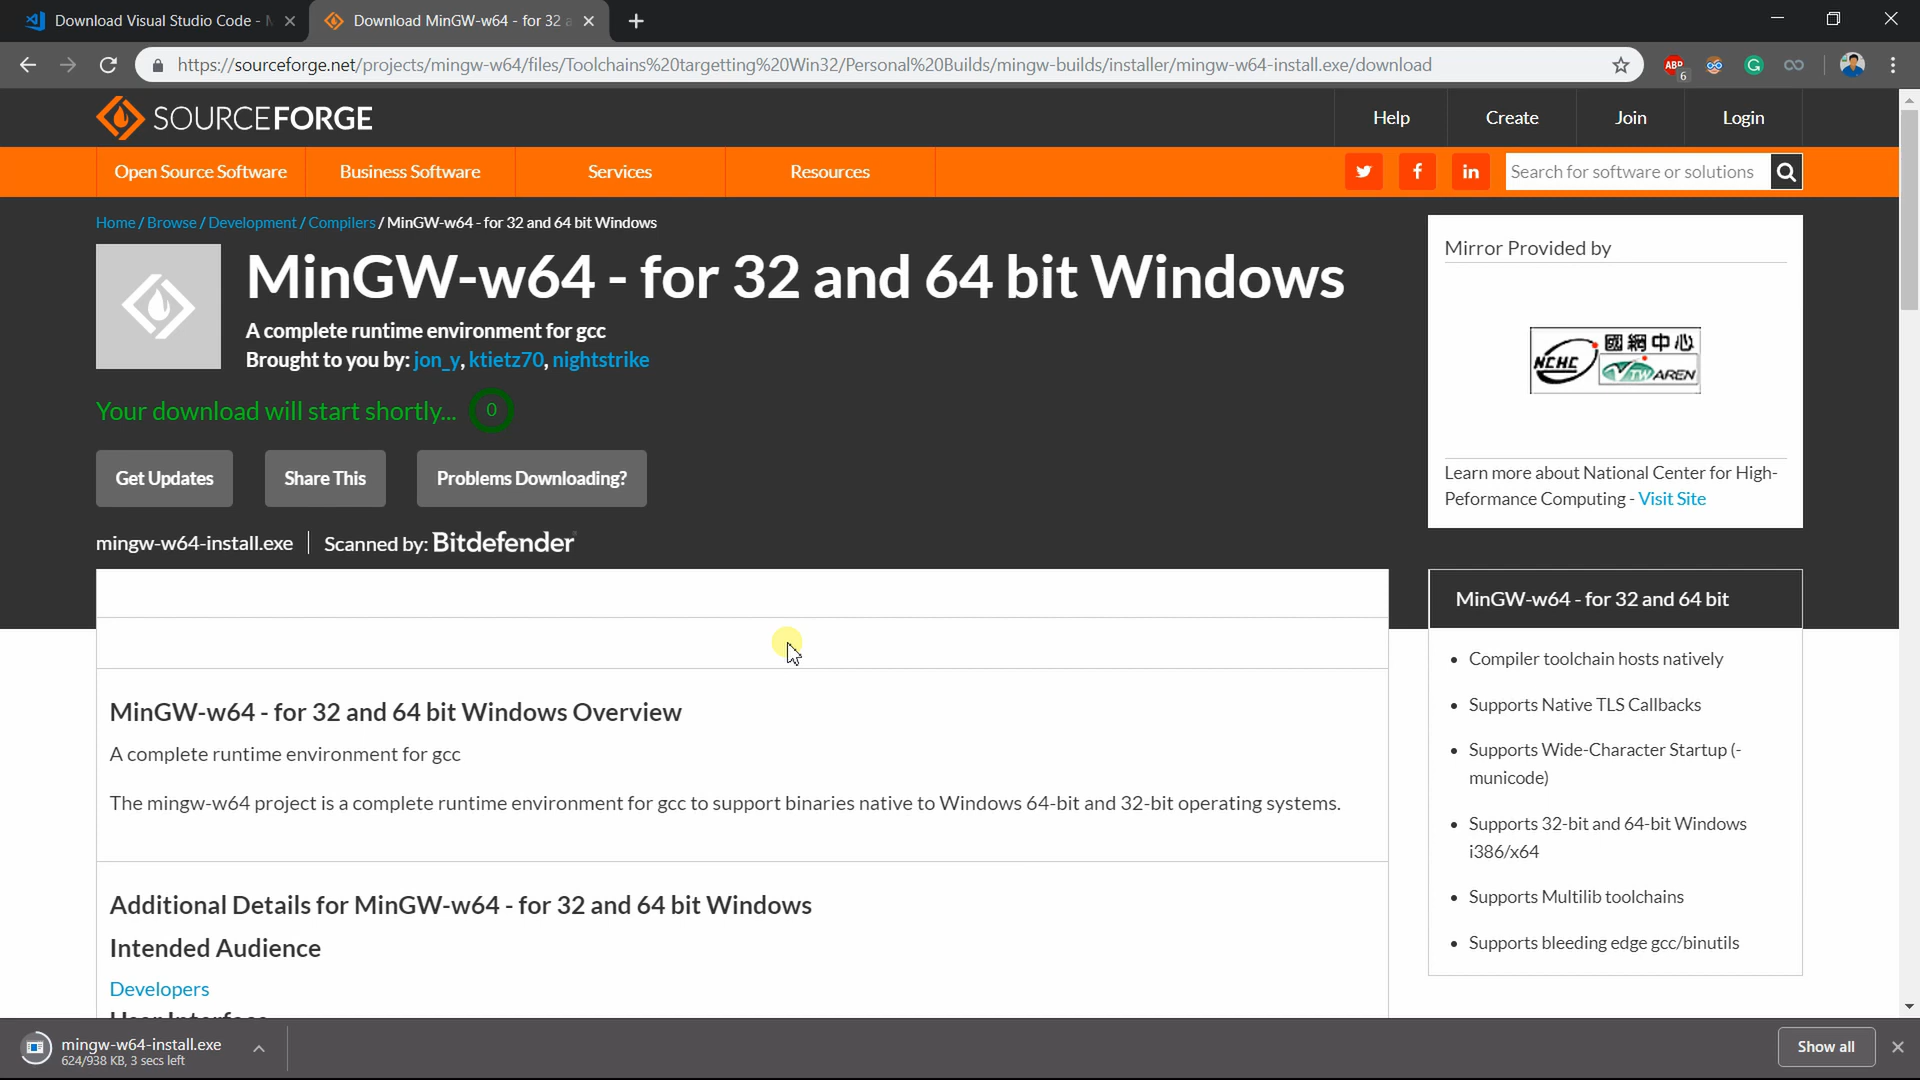 Download Visual Studio Code -
Download MinGW-w64 - for 32
https://sourceforge.net/projects/mingw-w64/files/Toolchains%20targetting%20Win32/Personal%20Builds/mingw-builds/installer/mingw-w64-install.exe/download
ABP
6
SOURCEFORGE
Help
Create
Join
Login
Open Source Software
Business Software
Services
Resources
Search for software or solutions
Home / Browse / Development / Compilers / MinGW-w64 - for 32 and 64 bit Windows
MinGW-w64 - for 32 and 64 bit Windows
A complete runtime environment for gcc
Brought to you by: jon_y, ktietz70, nightstrike
Your download will start shortly... 0
Get Updates
Share This
Problems Downloading?
mingw-w64-install.exe
Scanned by: Bitdefender
Mirror Provided by
NCHC
國網中心
TWAREN
Learn more about National Center for High-
Peformance Computing - Visit Site
MinGW-w64 - for 32 and 64 bit Windows Overview
A complete runtime environment for gcc
The mingw-w64 project is a complete runtime environment for gcc to support binaries native to Windows 64-bit and 32-bit operating systems.
Additional Details for MinGW-w64 - for 32 and 64 bit Windows
Intended Audience
Developers
User Interface
MinGW-w64 - for 32 and 64 bit
• Compiler toolchain hosts natively
• Supports Native TLS Callbacks
• Supports Wide-Character Startup (-
municode)
• Supports 32-bit and 64-bit Windows
i386/x64
• Supports Multilib toolchains
• Supports bleeding edge gcc/binutils
mingw-w64-install.exe
624/938 KB, 3 secs left
Show all